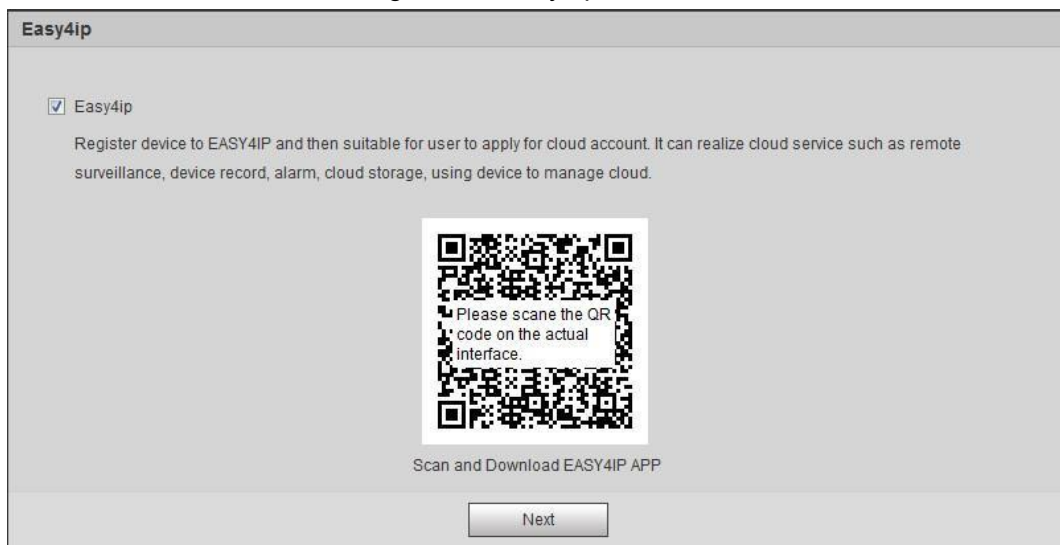 Easy4ip
Easy4ip
Register device to EASY4IP and then suitable for user to apply for cloud account. It can realize cloud service such as remote
surveillance, device record, alarm, cloud storage, using device to manage cloud.
Please scane the QR
code on the actual
interface.
Scan and Download EASY4IP APP
Next